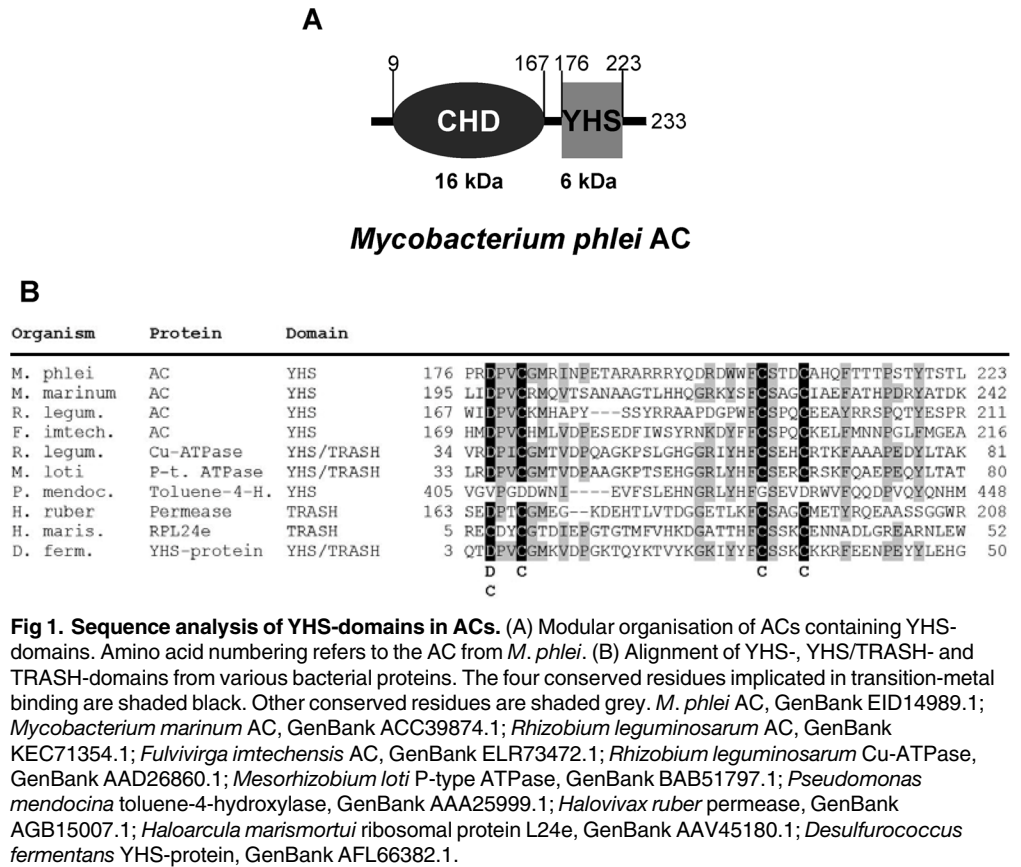 A
9 167 176 223
CHD YHS 233
16 kDa 6 kDa
Mycobacterium phlei AC
B
Organism Protein Domain
M. phlei AC YHS 176 PRDPVCGMRINPETARARRRYQDRDWWFCSTDCAHQFTTTPSTYTSTL 223
M. marinum AC YHS 195 LIDPVCRMQVTSANAAGTLHHQGRKYSFCSAGCIAEFATHPDRYATDK 242
R. legum. AC YHS 167 WIDPVCKMHAPY---SSYRRAAPDGPWFCSPQCEEAYRRSPQTYESPR 211
F. imtech. AC YHS 169 HMDPVCHMLVDPESEDFIWSYRNKDYFFCSPQCKELFMNNPGLFMGEA 216
R. legum. Cu-ATPase YHS/TRASH 34 VRDPICGMTVDPQAGKPSLGHGGRLYHFCSEHCRTKFAAAPEDYLTAK 81
M. loti P-t. ATPase YHS/TRASH 33 LRDPVCGMTVDPAAGKPTSEHGGRIYHFCSERCRSKFQAEPEQYLTAT 80
P. mendoc. Toluene-4-H. YHS 405 VGVPGDDWNI----EVFSLEHNGRLYHFGSEVDRWVFQQDPVQYQNHM 448
H. ruber Permease TRASH 163 SEDPTCGMEG--KDEHTLVTDGGETLKFCSAGCMETYRQEAASSGGWR 208
H. maris. RPL24e TRASH 5 RECDYCGTDIEPGTGTMFVHKDGATTHFCSSKCENNADLGREARNLEW 52
D. ferm. YHS-protein YHS/TRASH 3 QTDPVCGMKVDPGKTQYKTVYKGKIYYFCSSKCKKRFEENPEYYLEHG 50
D C C C
C
Fig 1. Sequence analysis of YHS-domains in ACs. (A) Modular organisation of ACs containing YHS-
domains. Amino acid numbering refers to the AC from M. phlei. (B) Alignment of YHS-, YHS/TRASH- and
TRASH-domains from various bacterial proteins. The four conserved residues implicated in transition-metal
binding are shaded black. Other conserved residues are shaded grey. M. phlei AC, GenBank EID14989.1;
Mycobacterium marinum AC, GenBank ACC39874.1; Rhizobium leguminosarum AC, GenBank
KEC71354.1; Fulvivirga imtechensis AC, GenBank ELR73472.1; Rhizobium leguminosarum Cu-ATPase,
GenBank AAD26860.1; Mesorhizobium loti P-type ATPase, GenBank BAB51797.1; Pseudomonas
mendocina toluene-4-hydroxylase, GenBank AAA25999.1; Halovivax ruber permease, GenBank
AGB15007.1; Haloarcula marismortui ribosomal protein L24e, GenBank AAV45180.1; Desulfurococcus
fermentans YHS-protein, GenBank AFL66382.1.